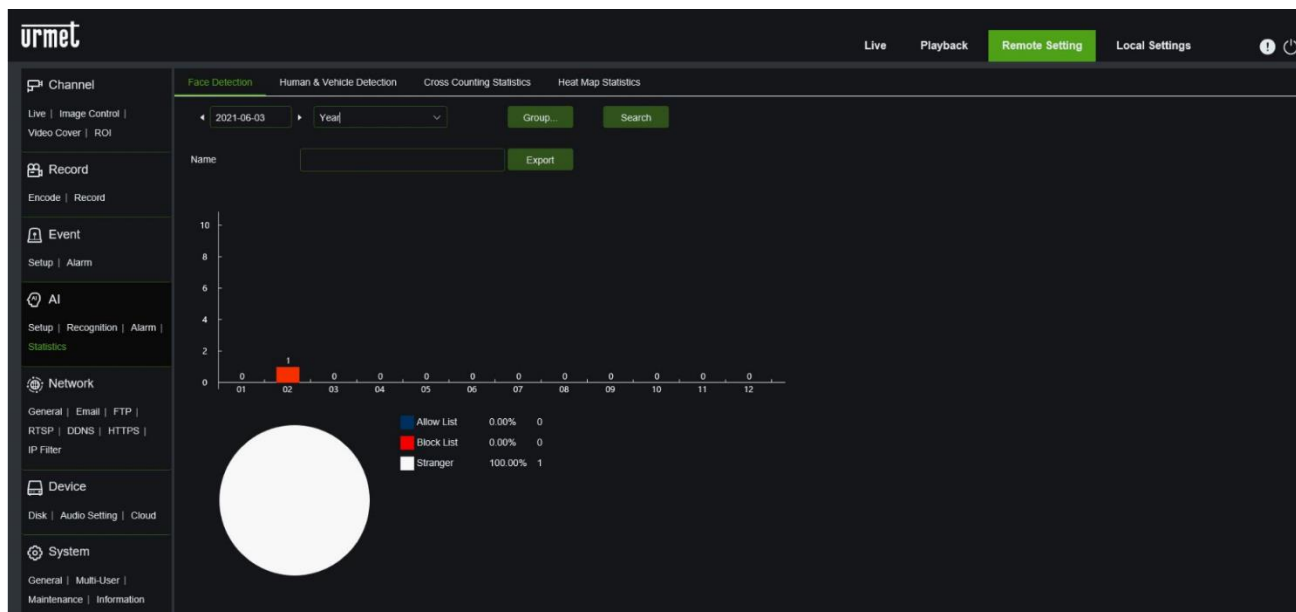 urmet
Live Playback Remote Setting Local Settings
Channel
Live | Image Control |
Video Cover | ROI
Record
Encode | Record
Event
Setup | Alarm
AI
Setup | Recognition | Alarm |
Statistics
Network
General | Email | FTP |
RTSP | DDNS | HTTPS |
IP Filter
Device
Disk | Audio Setting | Cloud
System
General | Multi-User |
Maintenance | Information
Face Detection Human & Vehicle Detection Cross Counting Statistics Heat Map Statistics
2021-06-03 Year Group... Search
Name Export
10
8
6
4
2
0
0 1 0 0 0 0 0 0 0 0 0 0
01 02 03 04 05 06 07 08 09 10 11 12
Allow List 0.00% 0
Block List 0.00% 0
Stranger 100.00% 1